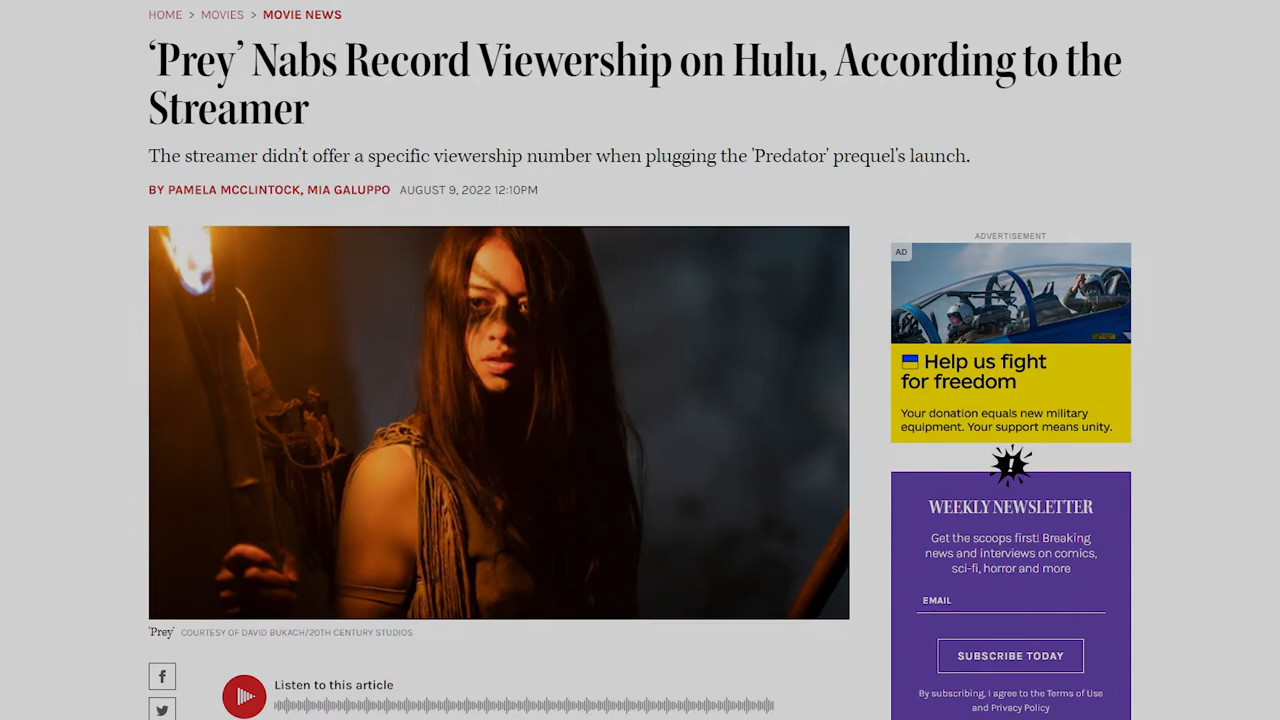 HOME > MOVIES > MOVIE NEWS
‘Prey’ Nabs Record Viewership on Hulu, According to the
Streamer
The streamer didn’t offer a specific viewership number when plugging the 'Predator' prequel's launch.
BY PAMELA MCCLINTOCK, MIA GALUPPO AUGUST 9, 2022 12:10PM
ADVERTISEMENT
AD
Help us fight
for freedom
Your donation equals new military
equipment. Your support means unity.
!
WEEKLY NEWSLETTER
Get the scoops first! Breaking
news and interviews on comics,
sci-fi, horror and more
EMAIL
SUBSCRIBE TODAY
By subscribing, I agree to the Terms of Use
and Privacy Policy
'Prey' COURTESY OF DAVID BUKACH/20TH CENTURY STUDIOS
Listen to this article